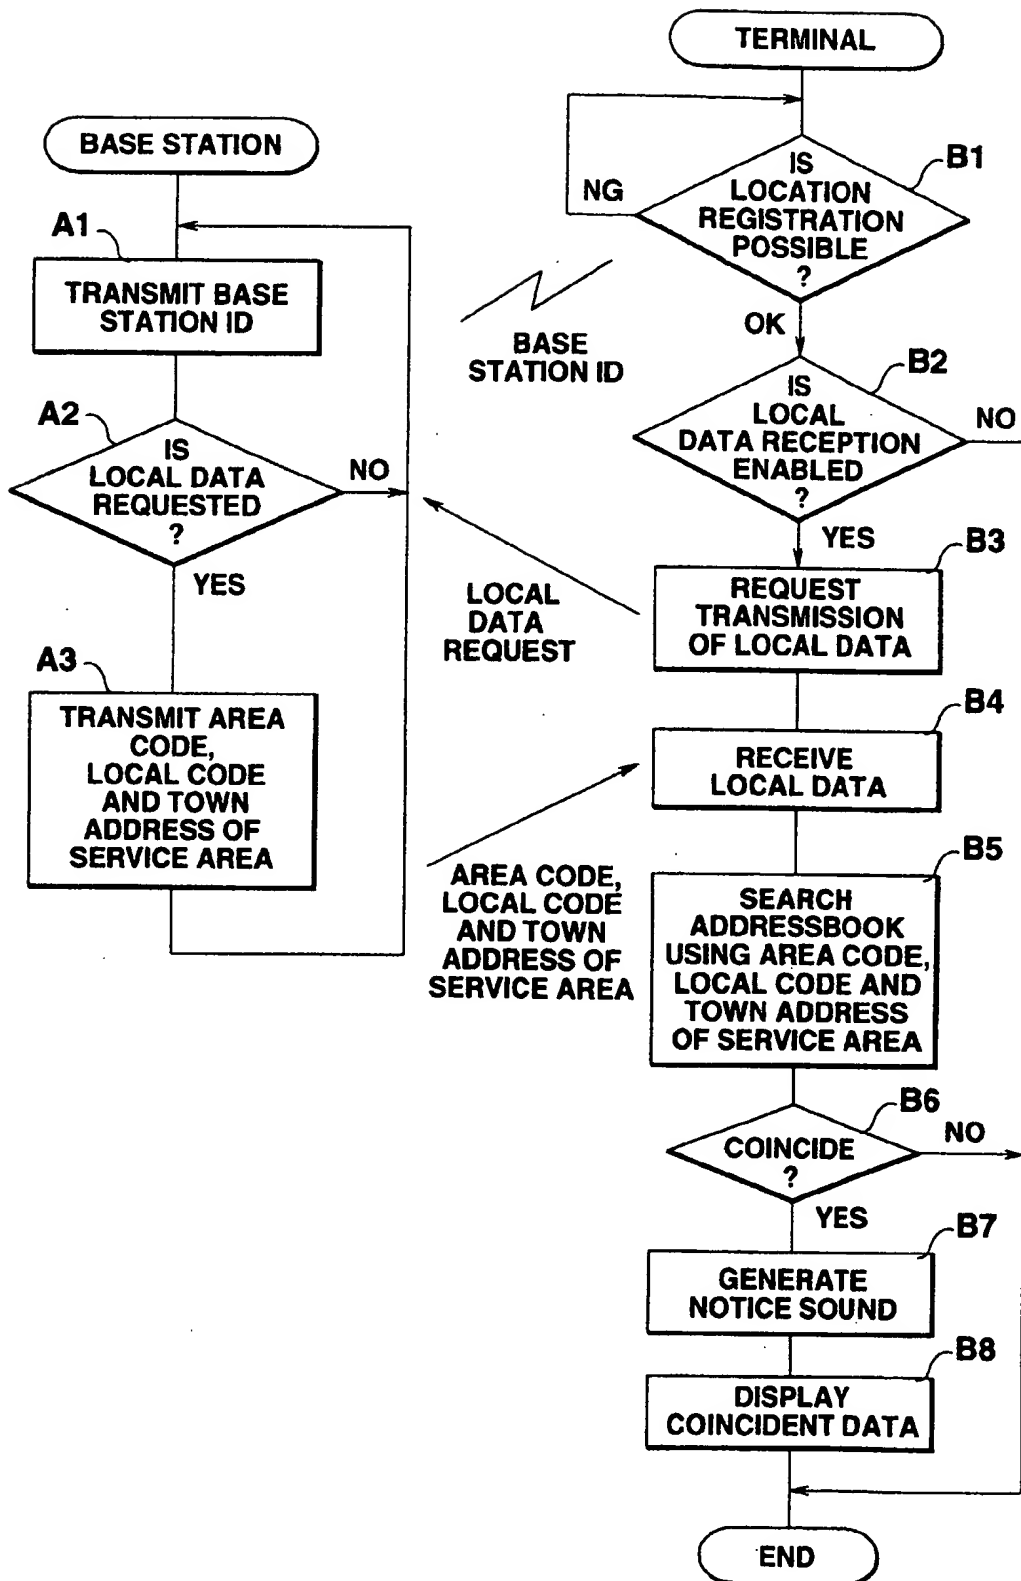 BASE STATION
A1
TRANSMIT BASE
STATION ID
A2
IS
LOCAL DATA
REQUESTED
?
NO
YES
A3
TRANSMIT AREA
CODE,
LOCAL CODE
AND TOWN
ADDRESS OF
SERVICE AREA
BASE
STATION ID
LOCAL
DATA
REQUEST
AREA CODE,
LOCAL CODE
AND TOWN
ADDRESS OF
SERVICE AREA
TERMINAL
B1
IS
LOCATION
REGISTRATION
POSSIBLE
?
NG
OK
B2
IS
LOCAL
DATA RECEPTION
ENABLED
?
NO
YES
B3
REQUEST
TRANSMISSION
OF LOCAL DATA
B4
RECEIVE
LOCAL DATA
B5
SEARCH
ADDRESSBOOK
USING AREA CODE,
LOCAL CODE AND
TOWN ADDRESS
OF SERVICE AREA
B6
COINCIDE
?
NO
YES
B7
GENERATE
NOTICE SOUND
B8
DISPLAY
COINCIDENT DATA
END